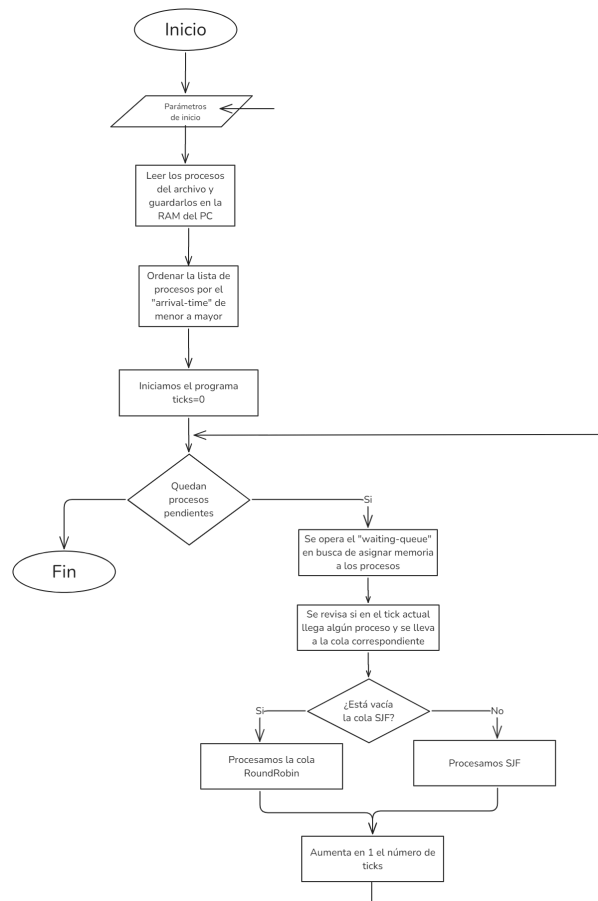 Inicio
Parámetros
de inicio
Leer los procesos
del archivo y
guardarlos en la
RAM del PC
Ordenar la lista de
procesos por el
"arrival-time" de
menor a mayor
Iniciamos el programa
ticks=0
Quedan
procesos
pendientes
Si
Fin
Se opera el "waiting-queue"
en busca de asignar memoria
a los procesos
Se revisa si en el tick actual
llega algún proceso y se lleva
a la cola correspondiente
¿Está vacía
la cola SJF?
Si
No
Procesamos la cola
RoundRobin
Procesamos SJF
Aumenta en 1 el número de
ticks